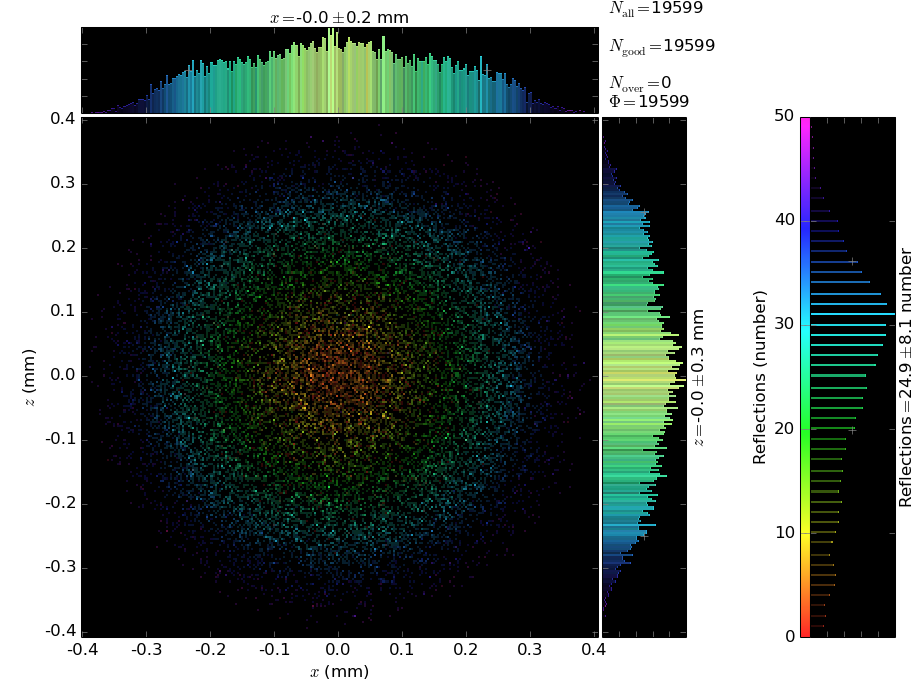 x = -0.0 ± 0.2 mm
N_all = 19599
N_good = 19599
N_over = 0
Φ = 19599
0.4
0.3
0.2
0.1
0.0
-0.1
-0.2
-0.3
-0.4
z (mm)
-0.4 -0.3 -0.2 -0.1 0.0 0.1 0.2 0.3 0.4
x (mm)
z = -0.0 ± 0.3 mm
50
40
30
20
10
0
Reflections (number)
Reflections = 24.9 ± 8.1 number